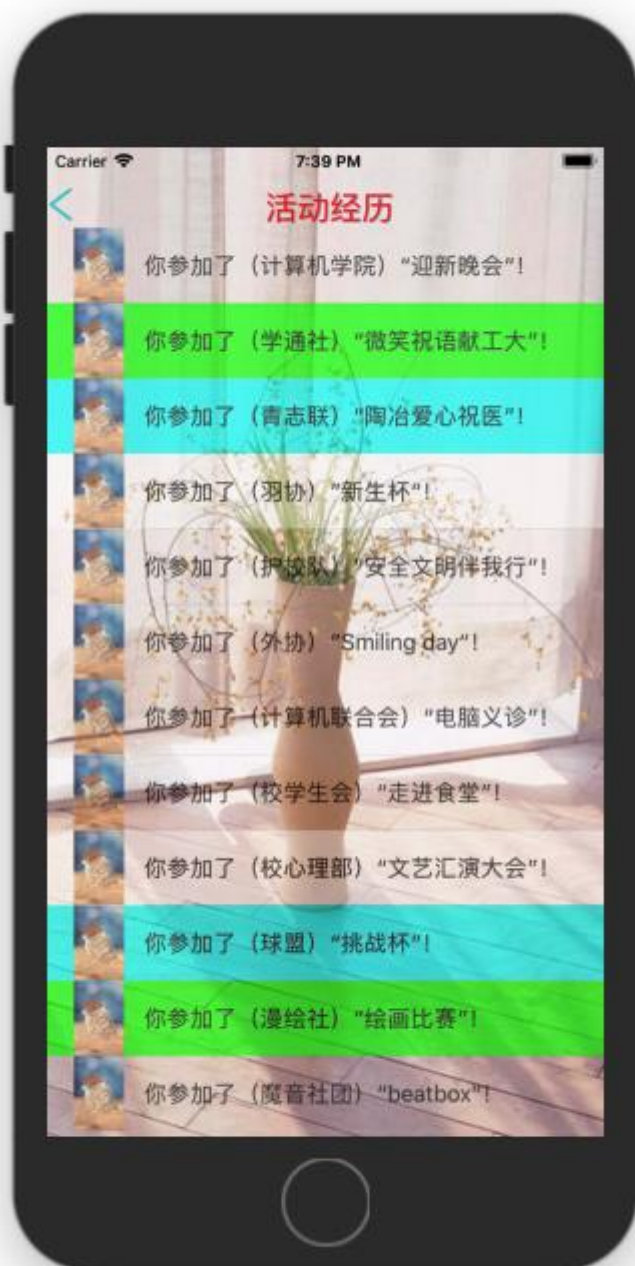 Carrier
7:39 PM
活动经历
你参加了（计算机学院）“迎新晚会“！
你参加了（学通社）“微笑祝语献工大”！
你参加了（青志联）“陶冶爱心祝医”！
你参加了（羽协）“新生杯“！
你参加了（护校队）”安全文明伴我行”！
你参加了（外协）“Smiling day“！
你参加了（计算机联合会）“电脑义诊”！
你参加了（校学生会）“走进食堂”！
你参加了（校心理部）“文艺汇演大会”！
你参加了（球盟）“挑战杯”！
你参加了（漫绘社）“绘画比赛”！
你参加了（魔音社团）“beatbox”！